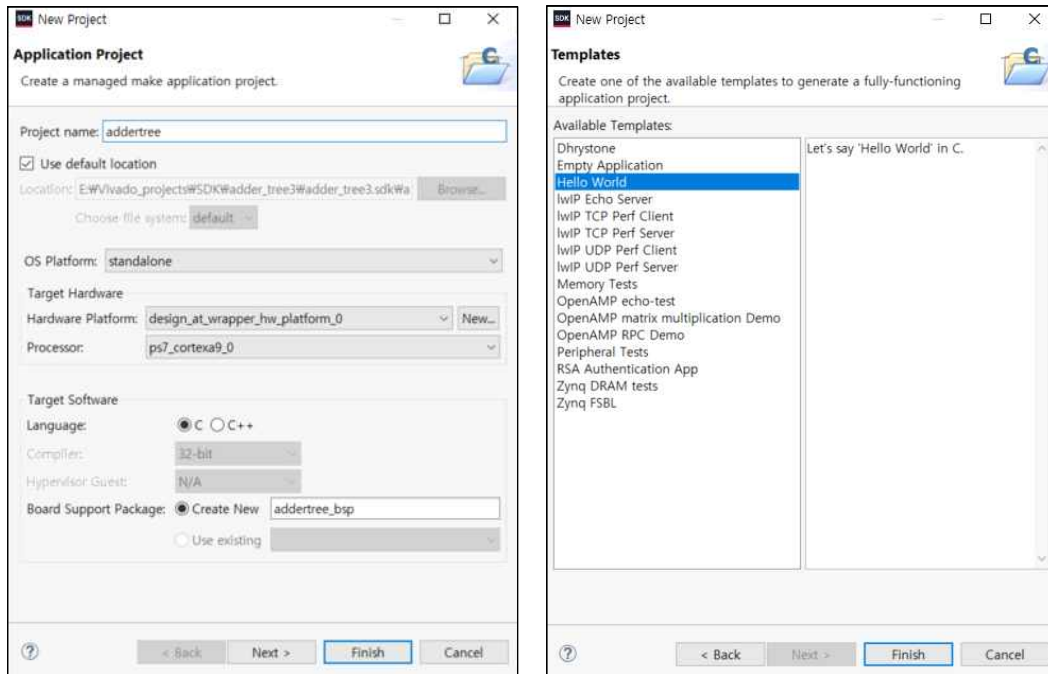 SDK New Project
Application Project
Create a managed make application project.
Project name: addertree
Use default location
Location: E:₩Vivado_projects₩SDK₩adder_tree3₩adder_tree3.sdk₩a Browse...
Choose file system: default
OS Platform: standalone
Target Hardware
Hardware Platform: design_at_wrapper_hw_platform_0 New...
Processor: ps7_cortexa9_0
Target Software
Language: C C++
Compiler: 32-bit
Hypervisor Guest: N/A
Board Support Package: Create New addertree_bsp
Use existing
? < Back Next > Finish Cancel
SDK New Project
Templates
Create one of the available templates to generate a fully-functioning
application project.
Available Templates:
Dhrystone
Empty Application
Hello World
lwIP Echo Server
lwIP TCP Perf Client
lwIP TCP Perf Server
lwIP UDP Perf Client
lwIP UDP Perf Server
Memory Tests
OpenAMP echo-test
OpenAMP matrix multiplication Demo
OpenAMP RPC Demo
Peripheral Tests
RSA Authentication App
Zynq DRAM tests
Zynq FSBL
Let's say 'Hello World' in C.
? < Back Next > Finish Cancel